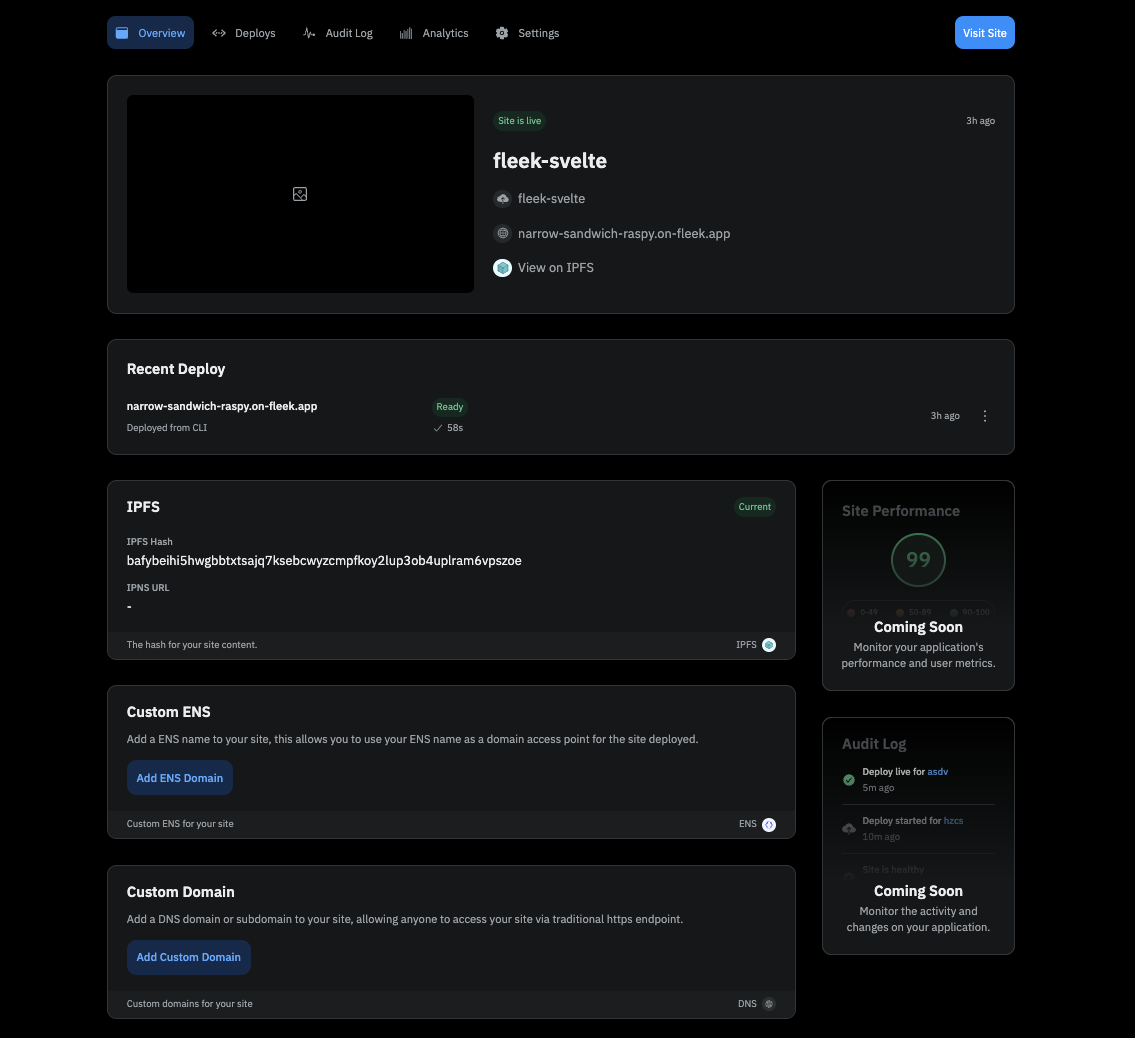 Overview
Deploys
Audit Log
Analytics
Settings
Visit Site
Site is live
3h ago
fleek-svelte
fleek-svelte
narrow-sandwich-raspy.on-fleek.app
View on IPFS
Recent Deploy
narrow-sandwich-raspy.on-fleek.app
Ready
Deployed from CLI
58s
3h ago
IPFS
Current
IPFS Hash
bafybeihi5hwgbbtxtsajq7ksebcwyzcmpfkoy2lup3ob4uplram6vpszoe
IPNS URL
-
The hash for your site content.
IPFS
Custom ENS
Add a ENS name to your site, this allows you to use your ENS name as a domain access point for the site deployed.
Add ENS Domain
Custom ENS for your site
ENS
Custom Domain
Add a DNS domain or subdomain to your site, allowing anyone to access your site via traditional https endpoint.
Add Custom Domain
Custom domains for your site
DNS
Site Performance
99
0-49
50-89
90-100
Coming Soon
Monitor your application's
performance and user metrics.
Audit Log
Deploy live for asdv
5m ago
Deploy started for hzcs
10m ago
Site is healthy
Coming Soon
Monitor the activity and
changes on your application.